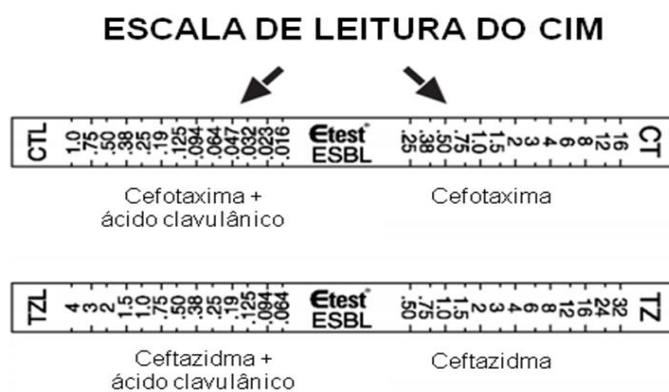 ESCALA DE LEITURA DO CIM
CTL 1.0 .75 .50 .38 .25 .19 .125 .094 .064 .047 .032 .023 .016 Etest® ESBL .25 .38 .50 .75 1.0 1.5 2 3 4 6 8 12 16 CT
Cefotaxima +
ácido clavulânico
Cefotaxima
TZL 4 3 2 1.5 1.0 .75 .50 .38 .25 .19 .125 .094 .064 Etest® ESBL .50 .75 1.0 1.5 2 3 4 6 8 12 16 24 32 TZ
Ceftazidma +
ácido clavulânico
Ceftazidma